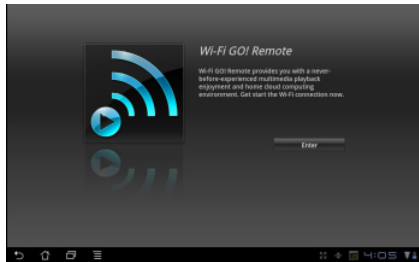 Wi-Fi GO! Remote
Wi-Fi GO! Remote provides you with a never-
before-experienced multimedia playback
enjoyment and home cloud computing
environment. Get start the Wi-Fi connection now.
Enter
4:05